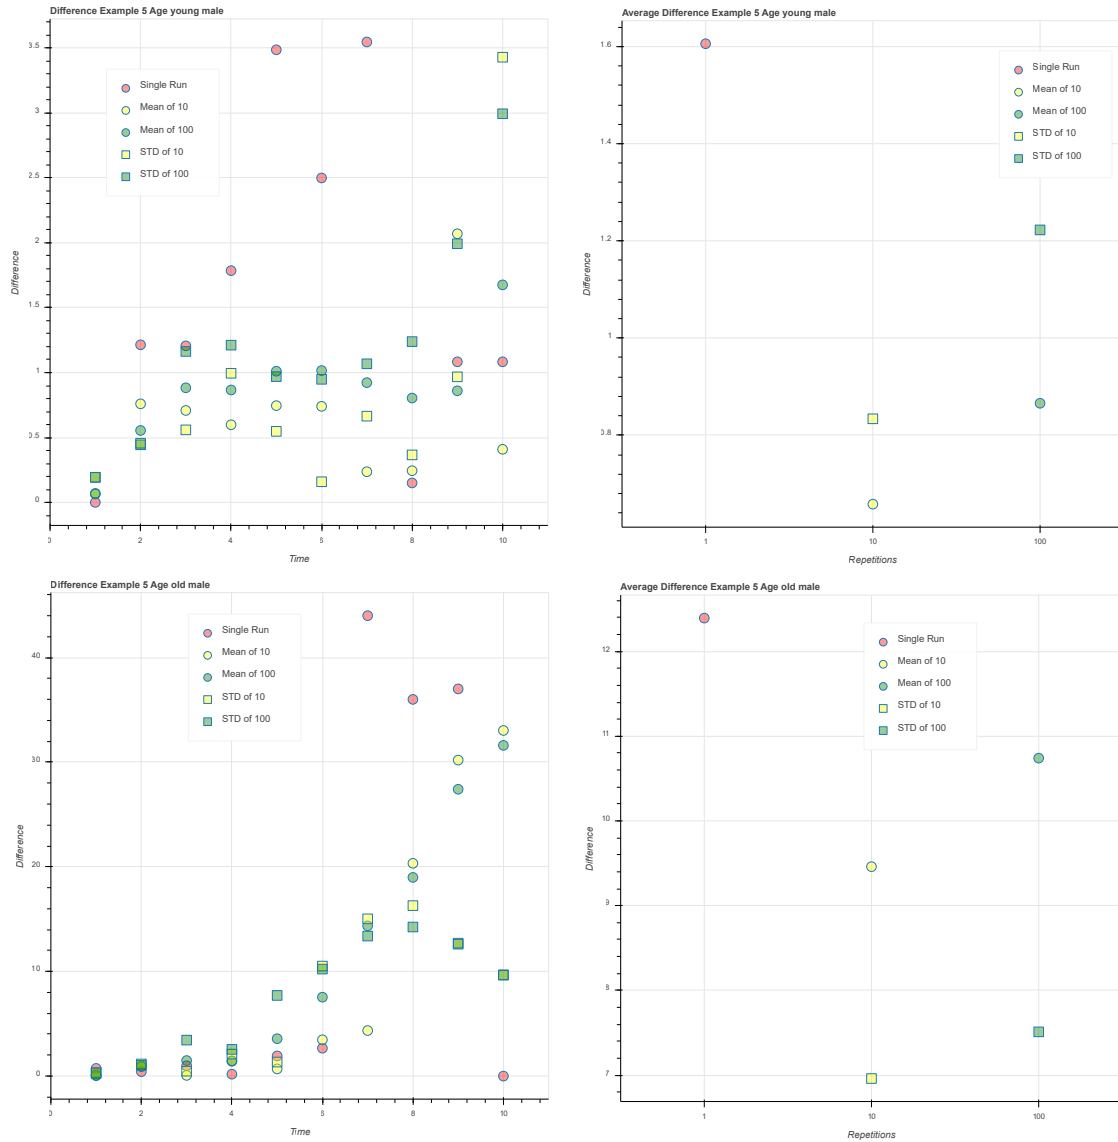 Difference Example 5 Age young male
3.5
3
2.5
2
1.5
1
0.5
0
Difference
Single Run
Mean of 10
Mean of 100
STD of 10
STD of 100
0
2
4
6
8
10
Time
Average Difference Example 5 Age young male
1.6
1.4
1.2
1
0.8
Difference
Single Run
Mean of 10
Mean of 100
STD of 10
STD of 100
1
10
100
Repetitions
Difference Example 5 Age old male
40
30
20
10
0
Difference
Single Run
Mean of 10
Mean of 100
STD of 10
STD of 100
0
2
4
6
8
10
Time
Average Difference Example 5 Age old male
12
11
10
9
8
7
Difference
Single Run
Mean of 10
Mean of 100
STD of 10
STD of 100
1
10
100
Repetitions